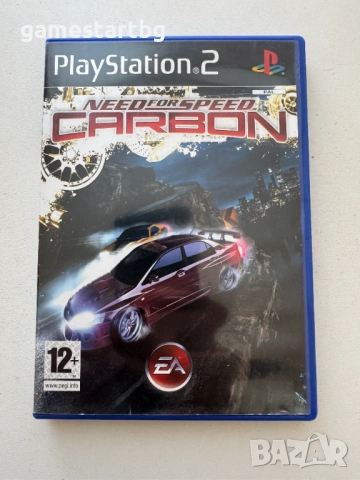 gamestartbg
PlayStation.2
PAL
NEED FOR SPEED
CARBON
12+
www.pegi.info
EA
BAZAR